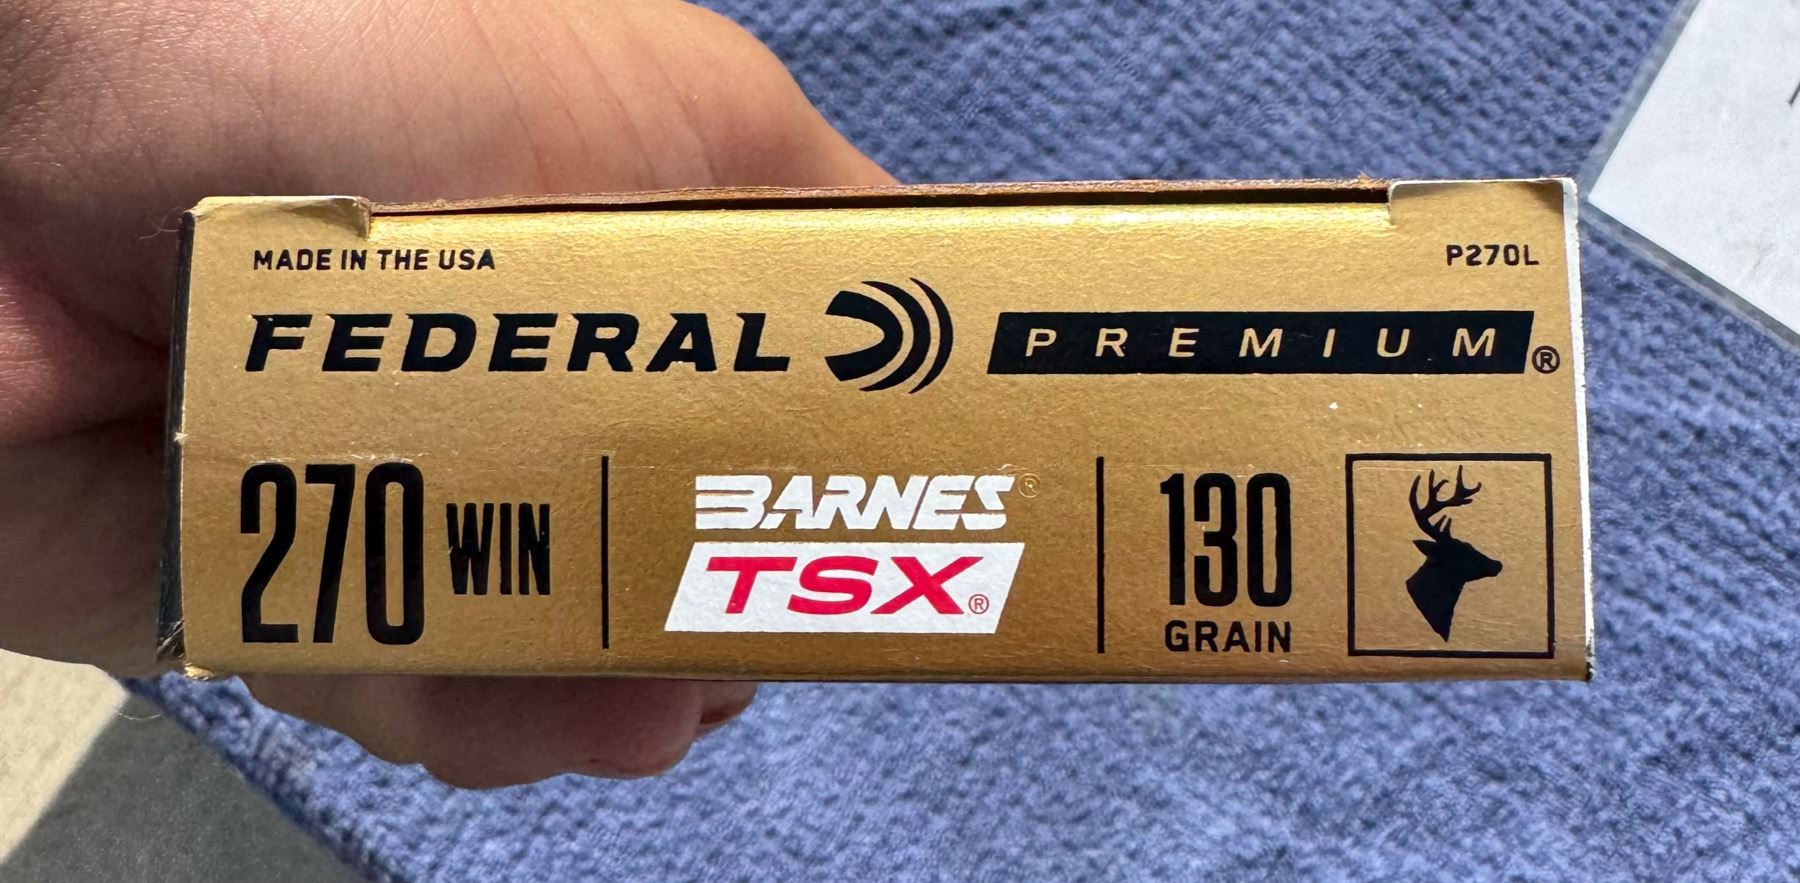 MADE IN THE USA
P270L
FEDERAL PREMIUM®
270 WIN
BARNES®
TSX®
130
GRAIN